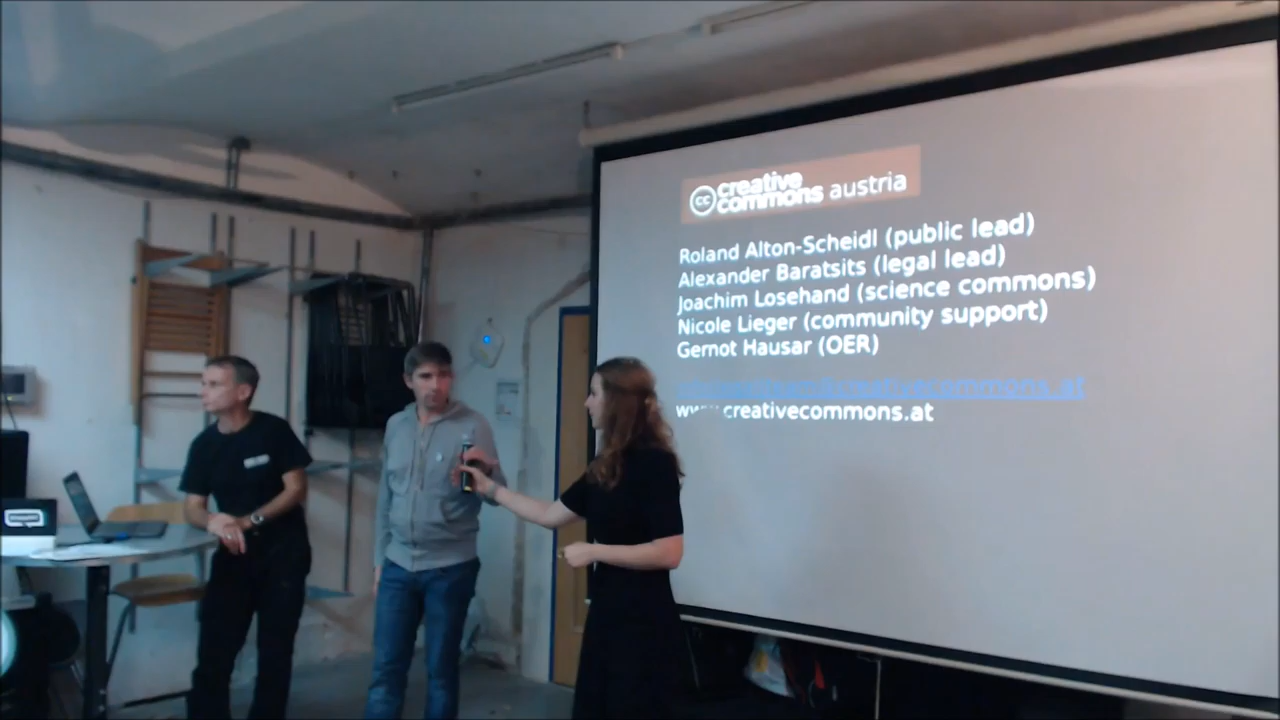 cc creative commons austria
Roland Alton-Scheidl (public lead)
Alexander Baratsits (legal lead)
Joachim Losehand (science commons)
Nicole Lieger (community support)
Gernot Hausar (OER)
www.creativecommons.at